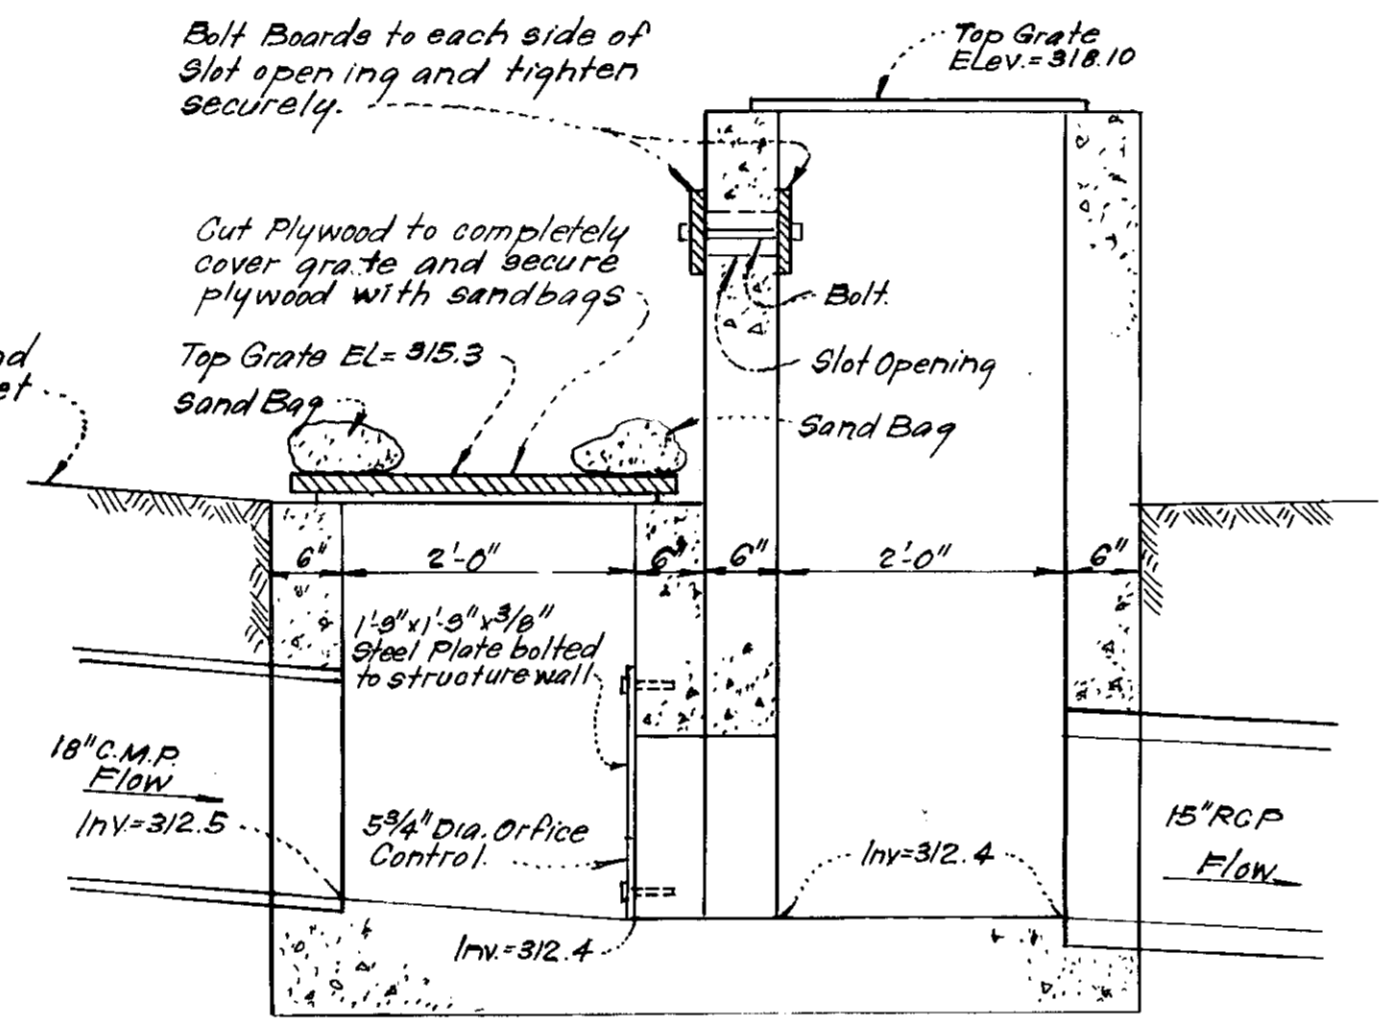 Bolt Boards to each side of
Slot opening and tighten
securely.
Top Grate
ELev.=318.10
Cut Plywood to completely
cover grate and secure
plywood with sandbags
Bolt.
Top Grate EL= 315.3
Slot Opening
Sand Bag
Sand Bag
nd
et
6"
2'-0"
6"
6"
2'-0"
6"
1'-9"x1'-9"x3/8"
Steel Plate bolted
to structure wall
18" C.M.P.
Flow
Inv.=312.5
5 3/4" Dia. Orfice
Control.
Inv=312.4
15" RCP
Flow
Inv.=312.4